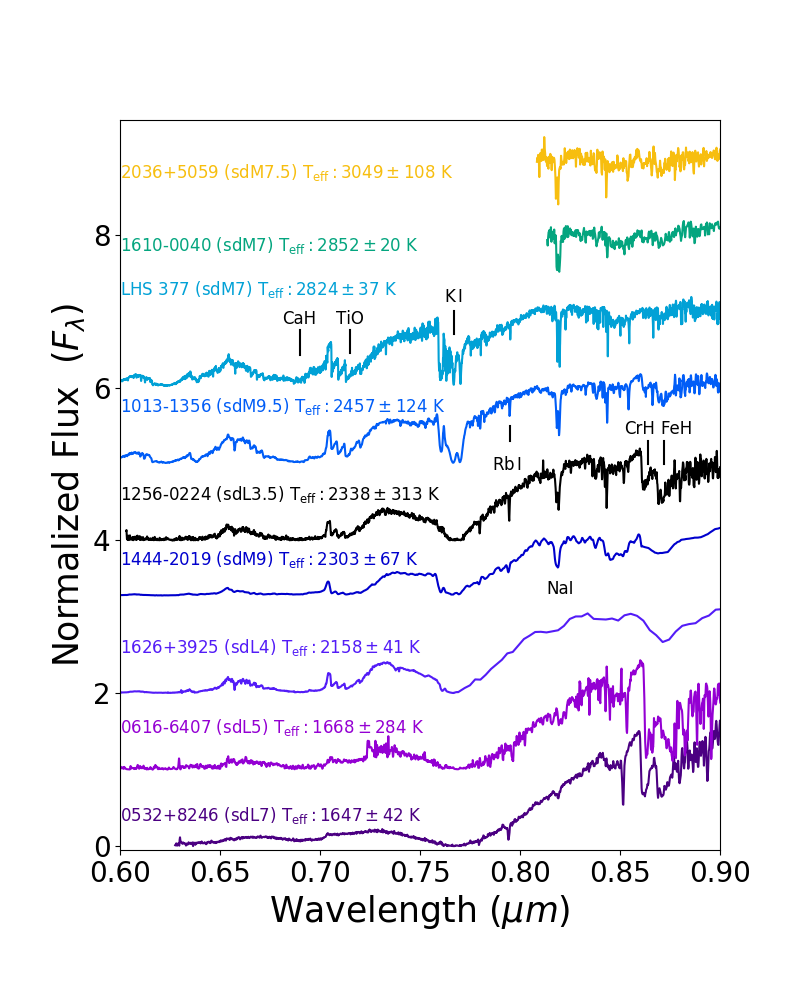 2036+5059 (sdM7.5) T_eff : 3049 ± 108 K
8
1610-0040 (sdM7) T_eff : 2852 ± 20 K
LHS 377 (sdM7) T_eff : 2824 ± 37 K
K I
CaH TiO
6
1013-1356 (sdM9.5) T_eff : 2457 ± 124 K
CrH FeH
Rb I
1256-0224 (sdL3.5) T_eff : 2338 ± 313 K
4
1444-2019 (sdM9) T_eff : 2303 ± 67 K
NaI
1626+3925 (sdL4) T_eff : 2158 ± 41 K
2
0616-6407 (sdL5) T_eff : 1668 ± 284 K
0532+8246 (sdL7) T_eff : 1647 ± 42 K
0
0.60 0.65 0.70 0.75 0.80 0.85 0.90
Wavelength (μm)
Normalized Flux (F_λ)